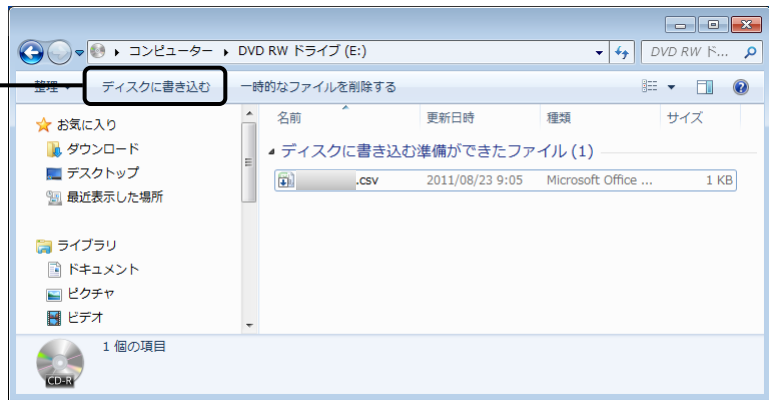 コンピューター ▸ DVD RW ドライブ (E:)
DVD RW ド...
整理 ディスクに書き込む 一時的なファイルを削除する
お気に入り
ダウンロード
デスクトップ
最近表示した場所
ライブラリ
ドキュメント
ピクチャ
ビデオ
名前 更新日時 種類 サイズ
ディスクに書き込む準備ができたファイル (1)
.csv 2011/08/23 9:05 Microsoft Office ... 1 KB
1 個の項目
CD-R